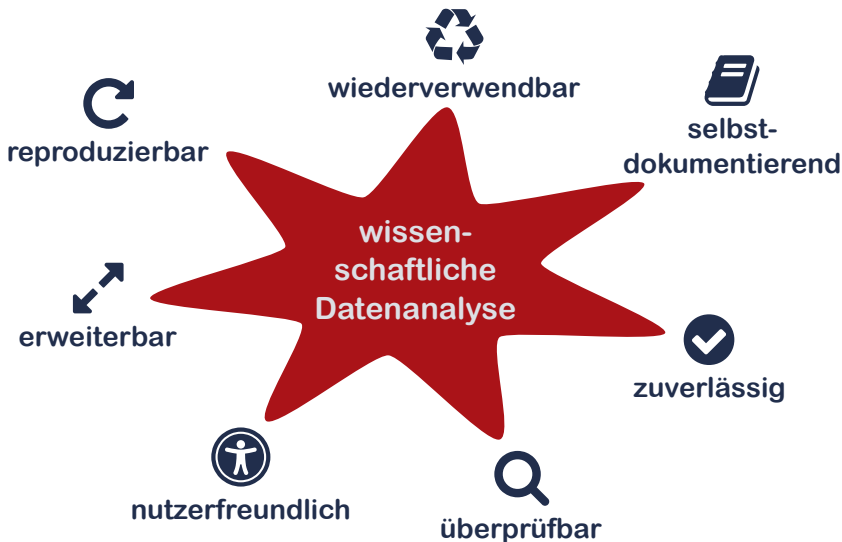 wiederverwendbar
selbst-
dokumentierend
reproduzierbar
wissen-
schaftliche
Datenanalyse
erweiterbar
zuverlässig
nutzerfreundlich
überprüfbar